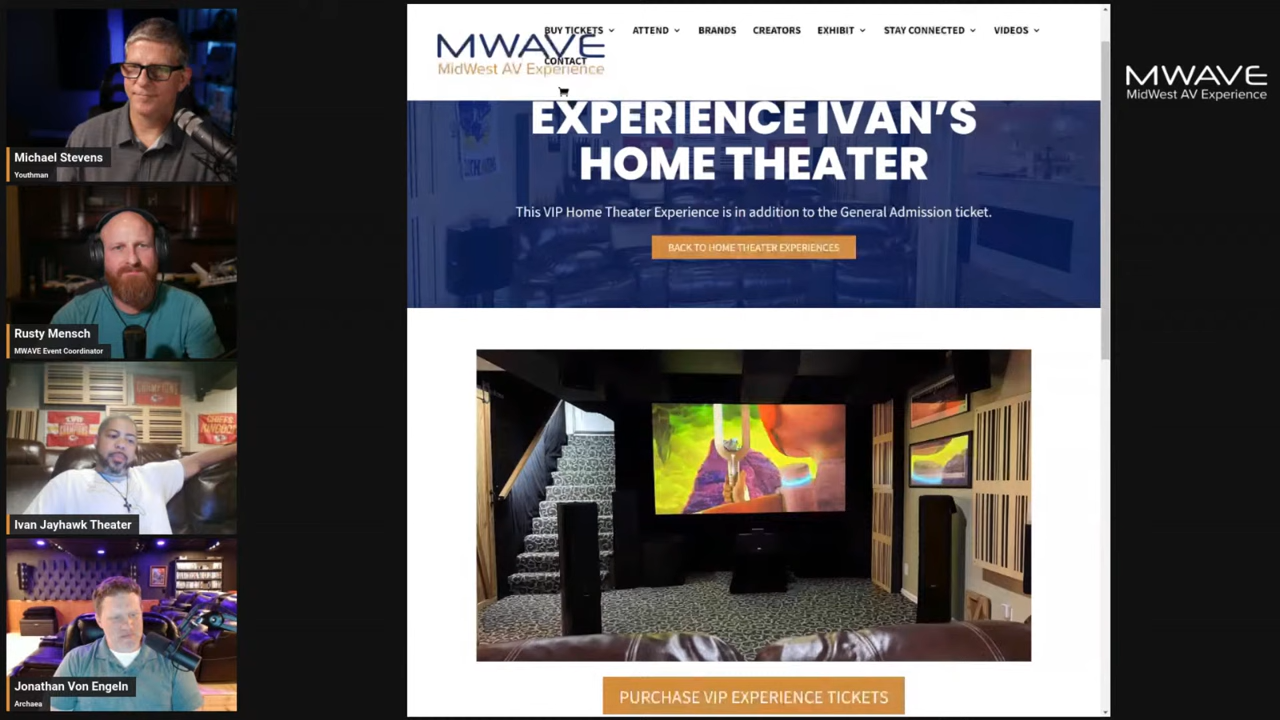 Michael Stevens
Youthman
Rusty Mensch
MWAVE Event Coordinator
CHAMPIONS
CHIEFS
KINGDOM
Ivan Jayhawk Theater
Jonathan Von Engeln
Archaea
MWAVE
MidWest AV Experience
BUY TICKETS
ATTEND
BRANDS
CREATORS
EXHIBIT
STAY CONNECTED
VIDEOS
CONTACT
EXPERIENCE IVAN’S
HOME THEATER
This VIP Home Theater Experience is in addition to the General Admission ticket.
BACK TO HOME THEATER EXPERIENCES
PURCHASE VIP EXPERIENCE TICKETS
MWAVE
MidWest AV Experience